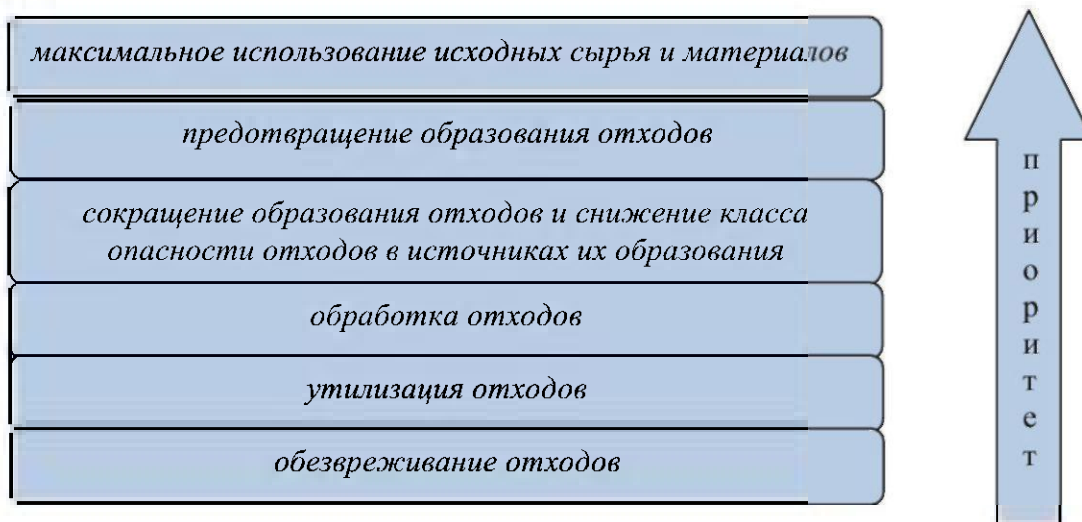 максимальное использование исходных сырья и материалов
предотвращение образования отходов
сокращение образования отходов и снижение класса
опасности отходов в источниках их образования
обработка отходов
утилизация отходов
обезвреживание отходов
приоритет